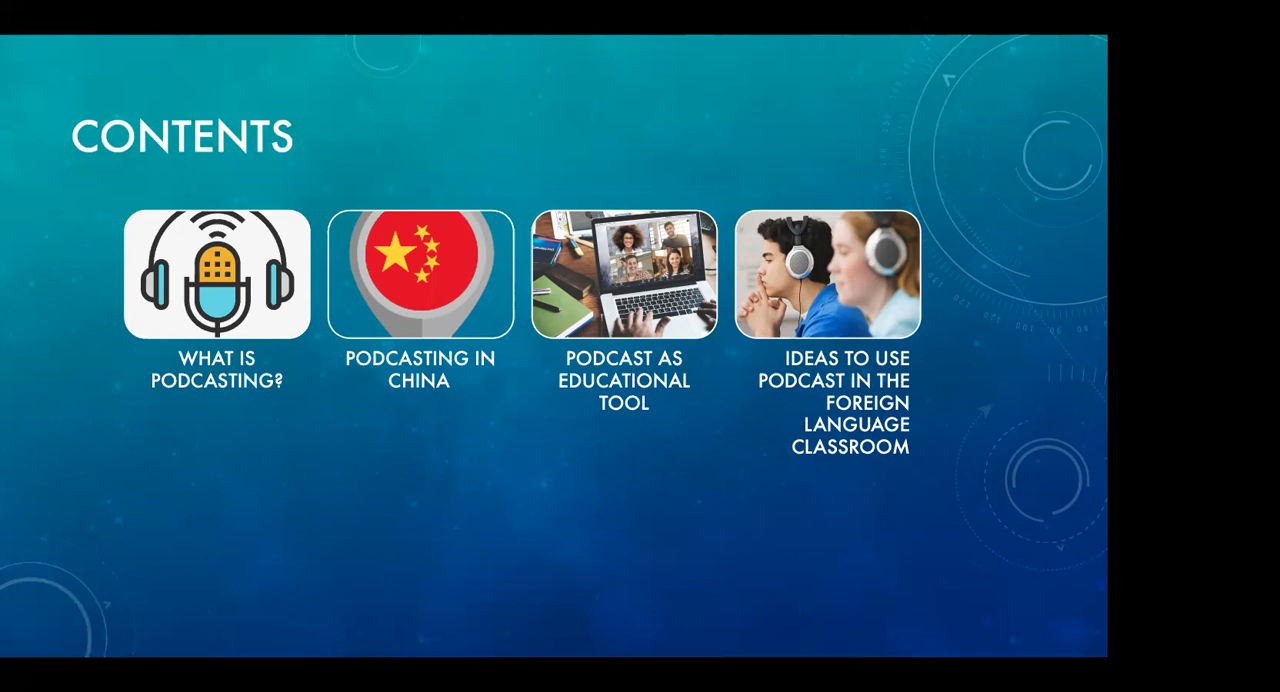 CONTENTS
WHAT IS
PODCASTING?
PODCASTING IN
CHINA
PODCAST AS
EDUCATIONAL
TOOL
IDEAS TO USE
PODCAST IN THE
FOREIGN
LANGUAGE
CLASSROOM